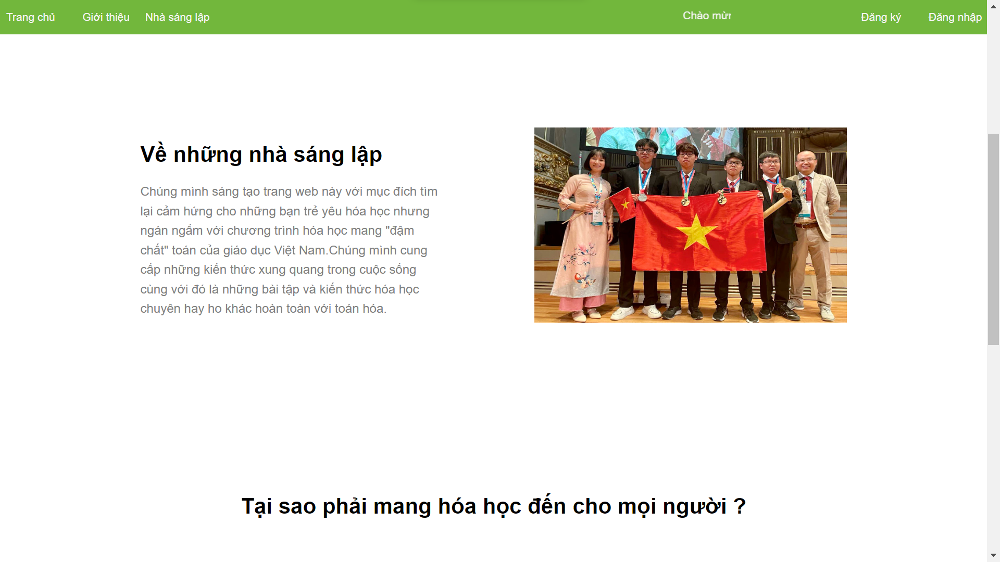 Trang chủ Giới thiệu Nhà sáng lập Chào mừn Đăng ký Đăng nhập
Về những nhà sáng lập
Chúng mình sáng tạo trang web này với mục đích tìm
lại cảm hứng cho những bạn trẻ yêu hóa học nhưng
ngán ngẩm với chương trình hóa học mang "đậm
chất" toán của giáo dục Việt Nam.Chúng mình cung
cấp những kiến thức xung quang trong cuộc sống
cùng với đó là những bài tập và kiến thức hóa học
chuyên hay ho khác hoàn toàn với toán hóa.
Tại sao phải mang hóa học đến cho mọi người ?